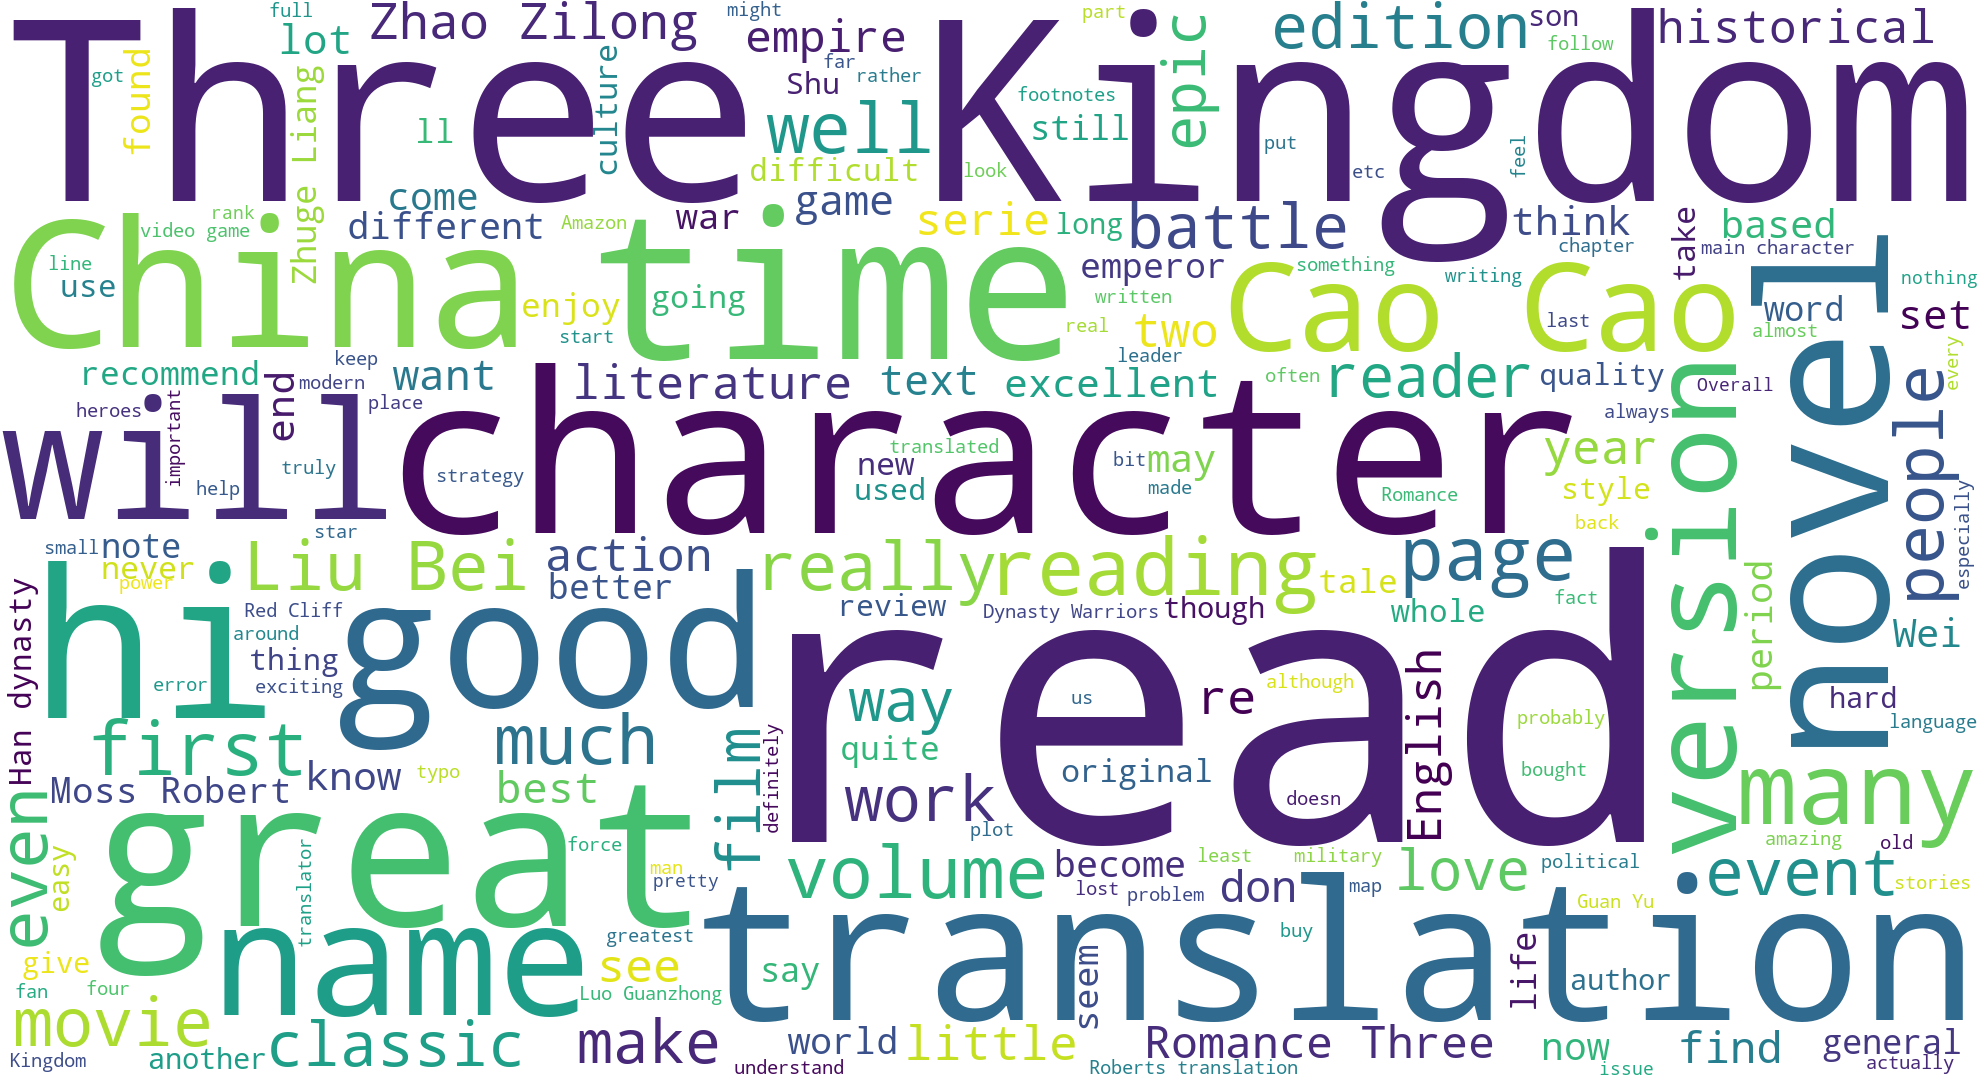 Three Kingdom
full
might
part
Zhao Zilong
lot
empire
edition
son
historical
follow
got
found
Zhuge Liang
culture
Shu
far
rather
epic
footnotes
ll
well
still
put
feel
difficult
look
etc
come
different
war
game
rank
video game
Amazon
serie
long
battle
think
take
based
chapter
main character
China
time
line
use
enjoy
going
start
emperor
written
real
two
leader
Cao Cao
something
writing
last
word
almost
nothing
set
novel
every
recommend
keep
modern
want
literature
text
excellent
often
reader
quality
Overall
people
heroes
important
end
place
will
character
always
truly
help
strategy
translated
new
used
bit
may
made
Romance
year
style
back
version
especially
star
small
note
never
power
Liu Bei
action
better
really
reading
tale
page
hi
good
Red Cliff
around
thing
exciting
error
review
Dynasty Warriors
though
whole
fact
period
Wei
Han dynasty
read
way
us
re
although
English
probably
hard
language
first
much
film
definitely
quite
original
bought
Moss Robert
know
typo
best
work
doesn
many
even
great
easy
translator
force
man
pretty
plot
amazing
old
volume
become
least
military
lost
problem
don
map
love
political
event
stories
name
greatest
translation
Guan Yu
buy
give
fan
four
see
Luo Guanzhong
say
seem
life
author
movie
classic
make
world
little
Romance Three
now
find
general
Kingdom
another
understand
Roberts translation
issue
actually